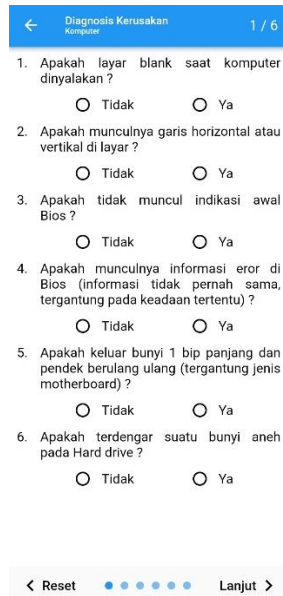 Diagnosis Kerusakan
Komputer
1 / 6
1. Apakah layar blank saat komputer
dinyalakan ?
Tidak Ya
2. Apakah munculnya garis horizontal atau
vertikal di layar ?
Tidak Ya
3. Apakah tidak muncul indikasi awal
Bios ?
Tidak Ya
4. Apakah munculnya informasi eror di
Bios (informasi tidak pernah sama,
tergantung pada keadaan tertentu) ?
Tidak Ya
5. Apakah keluar bunyi 1 bip panjang dan
pendek berulang ulang (tergantung jenis
motherboard) ?
Tidak Ya
6. Apakah terdengar suatu bunyi aneh
pada Hard drive ?
Tidak Ya
Reset Lanjut